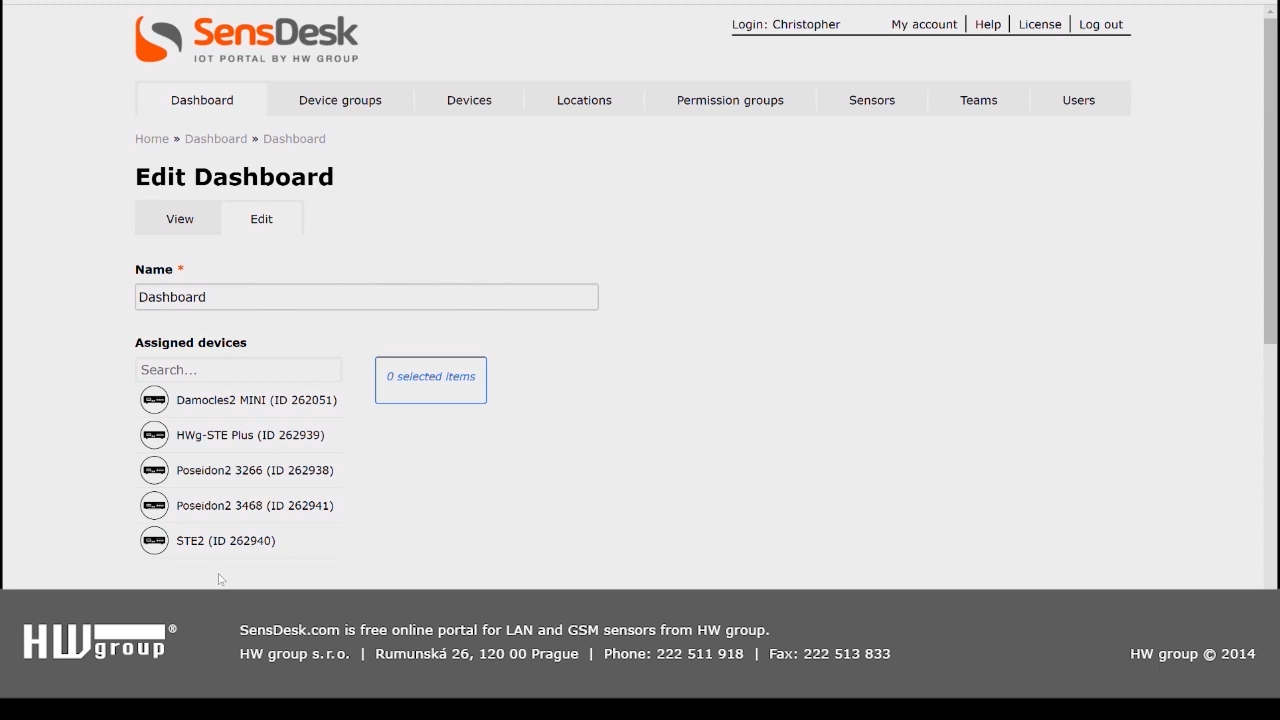 SensDesk
IOT PORTAL BY HW GROUP
Login: Christopher My account Help License Log out
Dashboard Device groups Devices Locations Permission groups Sensors Teams Users
Home » Dashboard » Dashboard
Edit Dashboard
View Edit
Name *
Dashboard
Assigned devices
Search...
0 selected items
Damocles2 MINI (ID 262051)
HWg-STE Plus (ID 262939)
Poseidon2 3266 (ID 262938)
Poseidon2 3468 (ID 262941)
STE2 (ID 262940)
HW group ®
SensDesk.com is free online portal for LAN and GSM sensors from HW group.
HW group s.r.o. | Rumunská 26, 120 00 Prague | Phone: 222 511 918 | Fax: 222 513 833
HW group © 2014